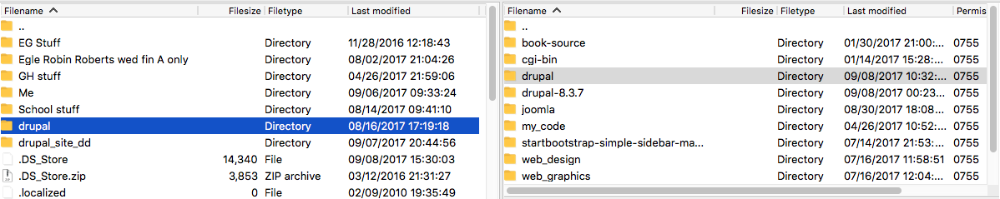 Filename Filesize Filetype Last modified
..
EG Stuff Directory 11/28/2016 12:18:43
Egle Robin Roberts wed fin A only Directory 08/02/2017 21:04:26
GH stuff Directory 04/26/2017 21:59:06
Me Directory 09/06/2017 09:33:24
School stuff Directory 08/14/2017 09:41:10
drupal Directory 08/16/2017 17:19:18
drupal_site_dd Directory 09/07/2017 20:44:56
.DS_Store 14,340 File 09/08/2017 15:30:03
.DS_Store.zip 3,853 ZIP archive 03/12/2016 21:31:27
.localized 0 File 02/09/2010 19:35:49
Filename Filesize Filetype Last modified Permis
..
book-source Directory 01/30/2017 21:00:... 0755
cgi-bin Directory 01/14/2017 15:28:... 0755
drupal Directory 09/08/2017 10:32:... 0755
drupal-8.3.7 Directory 09/08/2017 00:23... 0755
joomla Directory 08/30/2017 18:08... 0755
my_code Directory 04/26/2017 10:52:... 0755
startbootstrap-simple-sidebar-ma... Directory 07/14/2017 21:53:... 0755
web_design Directory 07/16/2017 11:58:51 0755
web_graphics Directory 07/16/2017 12:04:... 0755